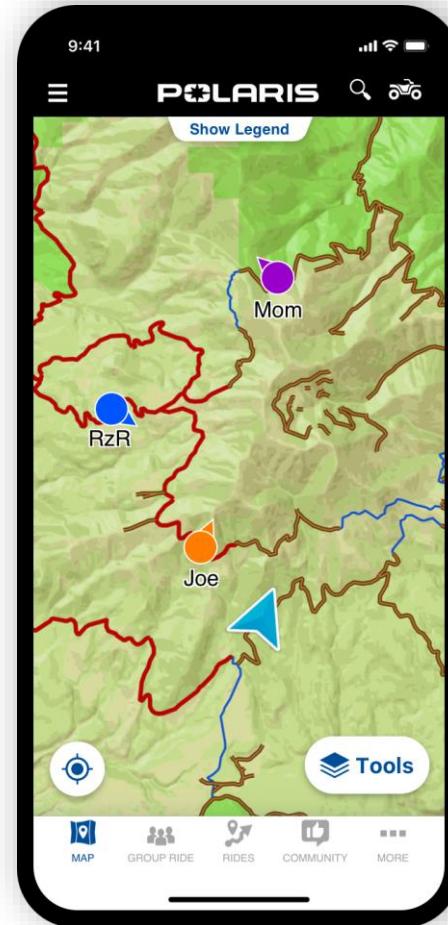 9:41
POLARIS
Show Legend
Mom
RzR
Joe
Tools
MAP GROUP RIDE RIDES COMMUNITY MORE